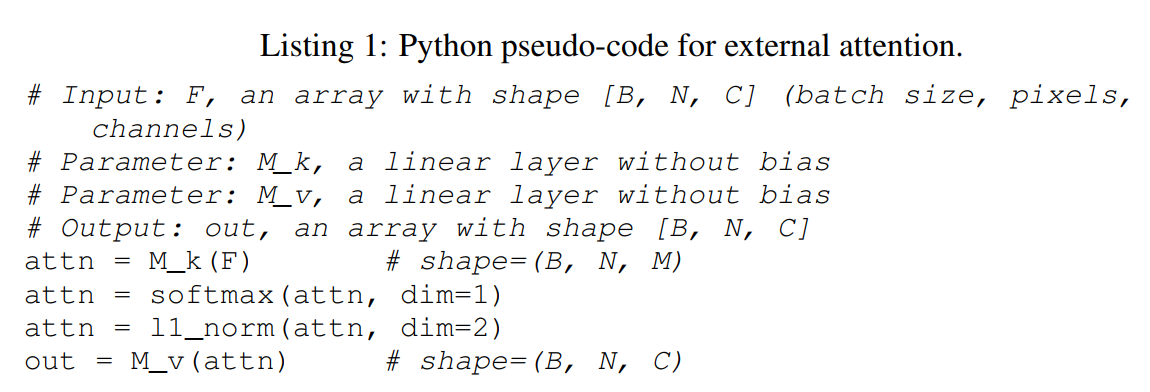 Listing 1: Python pseudo-code for external attention.
# Input: F, an array with shape [B, N, C] (batch size, pixels,
channels)
# Parameter: M_k, a linear layer without bias
# Parameter: M_v, a linear layer without bias
# Output: out, an array with shape [B, N, C]
attn = M_k(F) # shape=(B, N, M)
attn = softmax(attn, dim=1)
attn = l1_norm(attn, dim=2)
out = M_v(attn) # shape=(B, N, C)